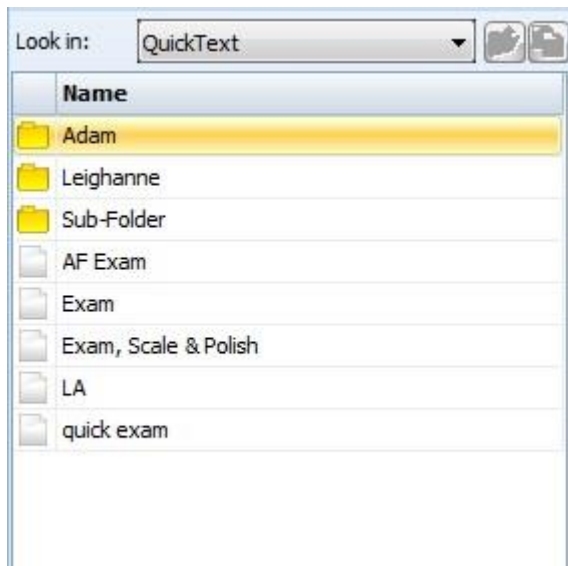 Look in: QuickText
Name
Adam
Leighanne
Sub-Folder
AF Exam
Exam
Exam, Scale & Polish
LA
quick exam